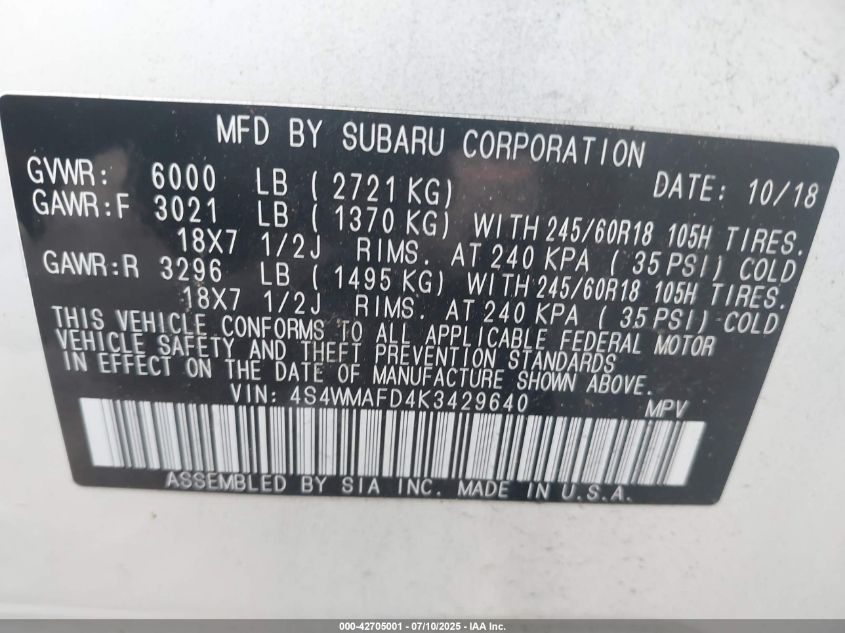 MFD BY SUBARU CORPORATION
GVWR: 6000 LB ( 2721 KG) DATE: 10/18
GAWR:F 3021 LB ( 1370 KG) WITH 245/60R18 105H TIRES.
18X7 1/2J RIMS. AT 240 KPA ( 35 PSI) COLD
GAWR:R 3296 LB ( 1495 KG) WITH 245/60R18 105H TIRES.
18X7 1/2J RIMS. AT 240 KPA ( 35 PSI) COLD
THIS VEHICLE CONFORMS TO ALL APPLICABLE FEDERAL MOTOR
VEHICLE SAFETY AND THEFT PREVENTION STANDARDS
IN EFFECT ON THE DATE OF MANUFACTURE SHOWN ABOVE.
VIN: 4S4WMAFD4K3429640 MPV
ASSEMBLED BY SIA INC. MADE IN U.S.A.
000-42705001 — 07/10/2025 — IAA Inc.